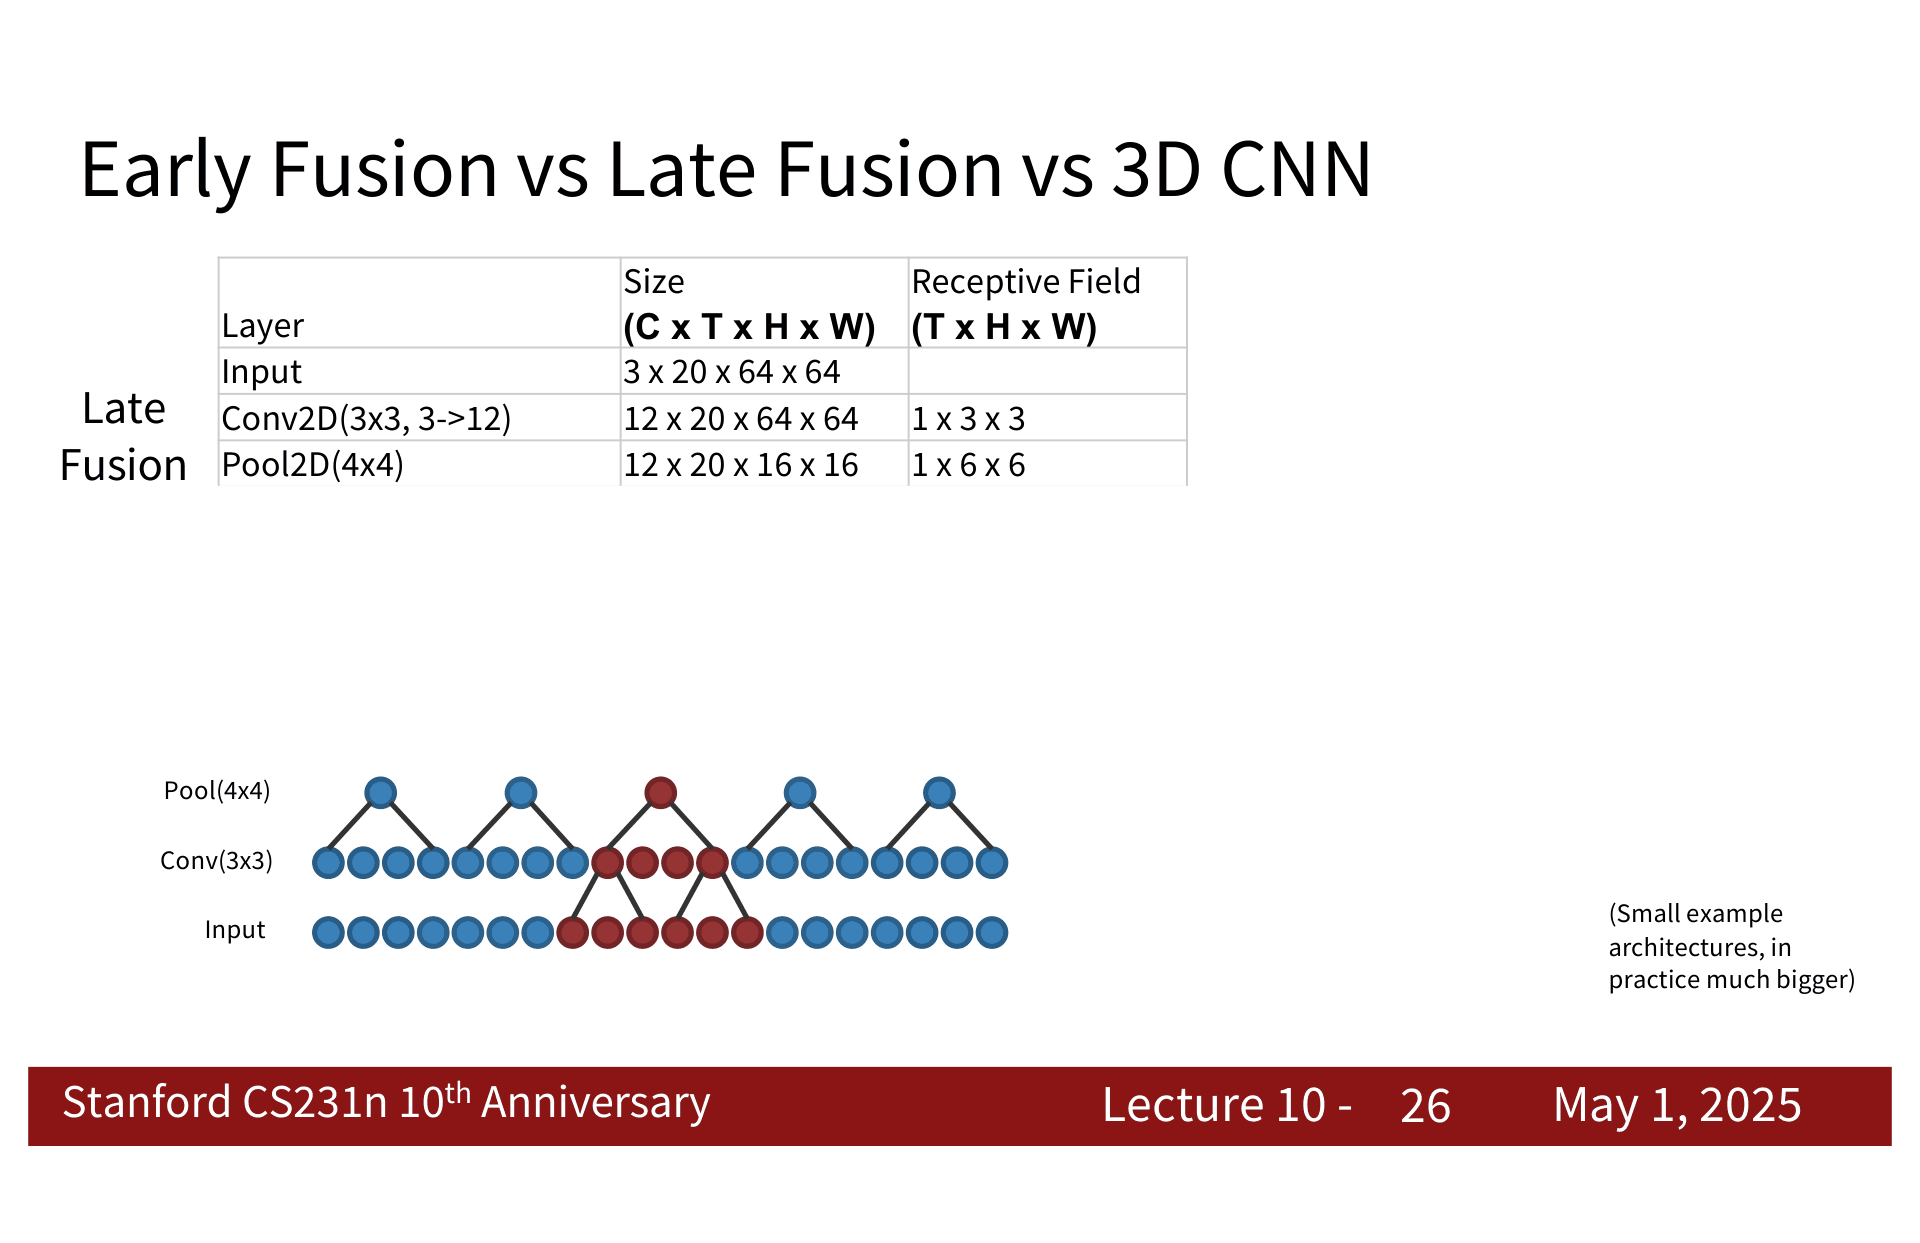 Early Fusion vs Late Fusion vs 3D CNN
Layer
Size
(C x T x H x W)
Receptive Field
(T x H x W)
Input
3 x 20 x 64 x 64
Late
Fusion
Conv2D(3x3, 3->12)
12 x 20 x 64 x 64
1 x 3 x 3
Pool2D(4x4)
12 x 20 x 16 x 16
1 x 6 x 6
Pool(4x4)
Conv(3x3)
Input
(Small example
architectures, in
practice much bigger)
Stanford CS231n 10th Anniversary
Lecture 10 - 26
May 1, 2025